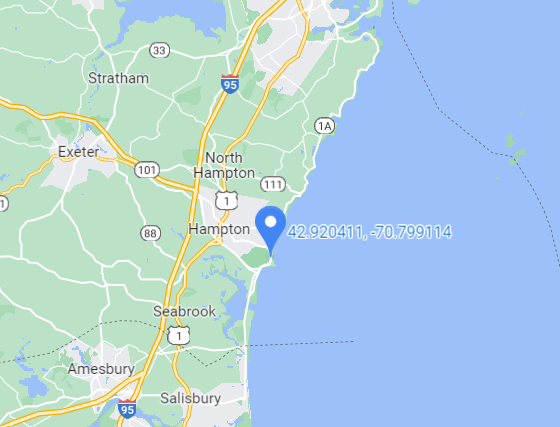 33
Stratham
95
1A
Exeter
101
North
Hampton
111
1
1
Hampton
88
42.920411, -70.799114
Seabrook
1
Amesbury
95
Salisbury